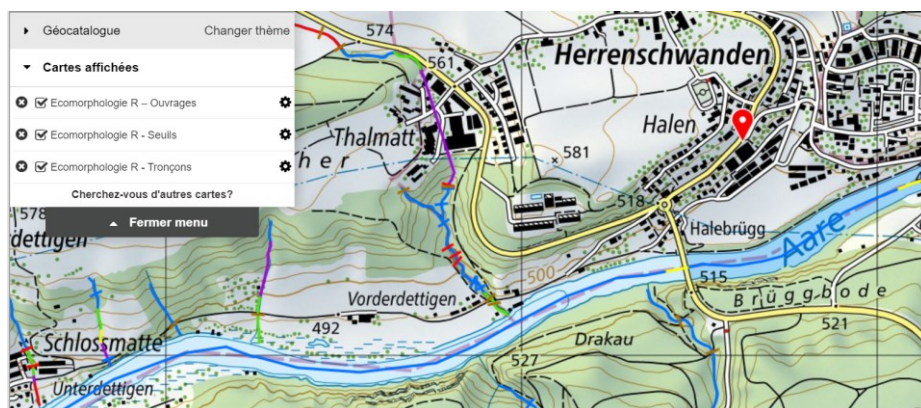 Géocatalogue Changer thème
Cartes affichées
Ecomorphologie R – Ouvrages
Ecomorphologie R - Seuils
Ecomorphologie R - Tronçons
Cherchez-vous d'autres cartes?
Fermer menu
574
561
Herrenschwanden
Thalmatt
Halen
581
518
Halebrügg
Aare
578
dettigen
500
515
Vorderdettigen
Brüggbode
492
521
Schlossmatte
Drakau
527
Unterdettigen